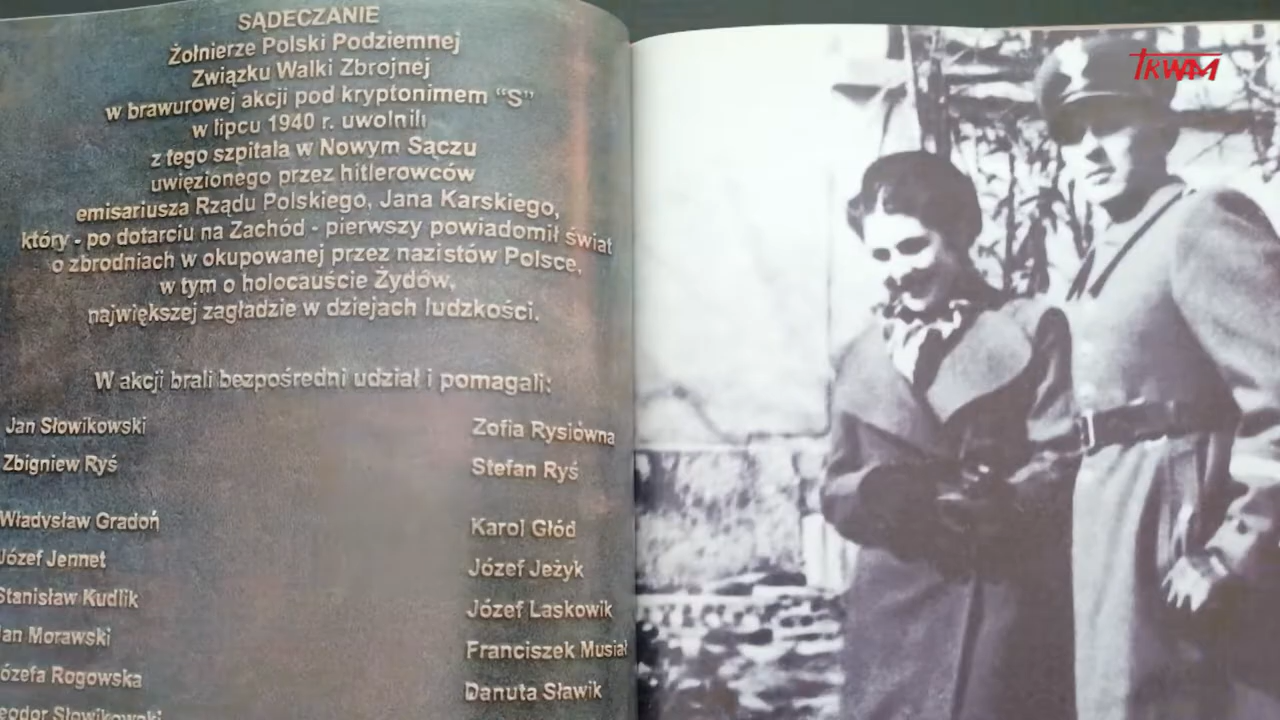 SĄDECZANIE
Żołnierze Polski Podziemnej
Związku Walki Zbrojnej
w brawurowej akcji pod kryptonimem “S”
w lipcu 1940 r. uwolnili
z tego szpitala w Nowym Sączu
uwięzionego przez hitlerowców
emisariusza Rządu Polskiego, Jana Karskiego,
który - po dotarciu na Zachód - pierwszy powiadomił świat
o zbrodniach w okupowanej przez nazistów Polsce,
w tym o holocauście Żydów,
największej zagładzie w dziejach ludzkości.
W akcji brali bezpośredni udział i pomagali:
Jan Słowikowski
Zbigniew Ryś
Władysław Gradoń
Józef Jennet
Stanisław Kudlik
Jan Morawski
Józefa Rogowska
Teodor Słowikowski
Zofia Rysiówna
Stefan Ryś
Karol Głód
Józef Jeżyk
Józef Laskowik
Franciszek Musiał
Danuta Sławik
TRWAM